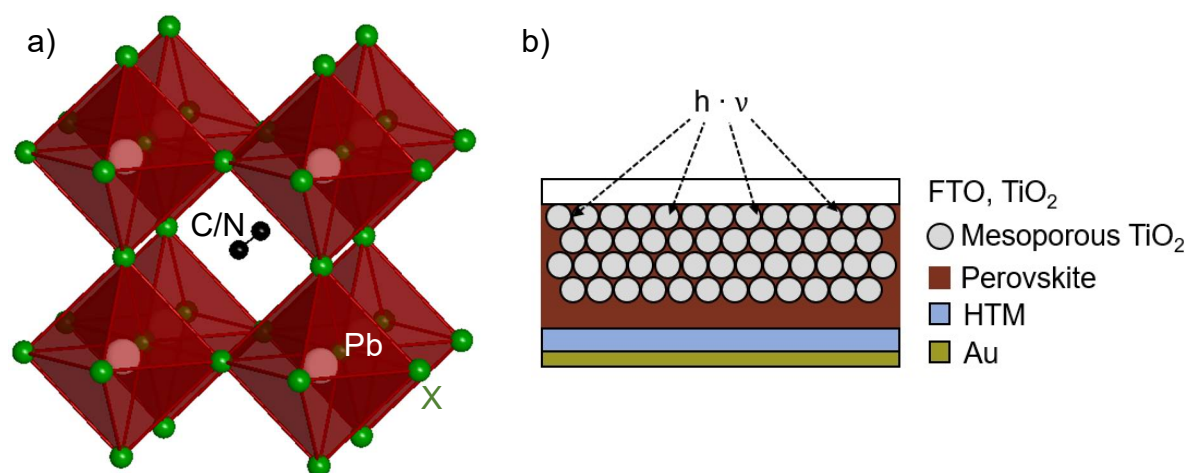 a)
C/N
Pb
X
b)
h · ν
FTO, TiO₂
Mesoporous TiO₂
Perovskite
HTM
Au